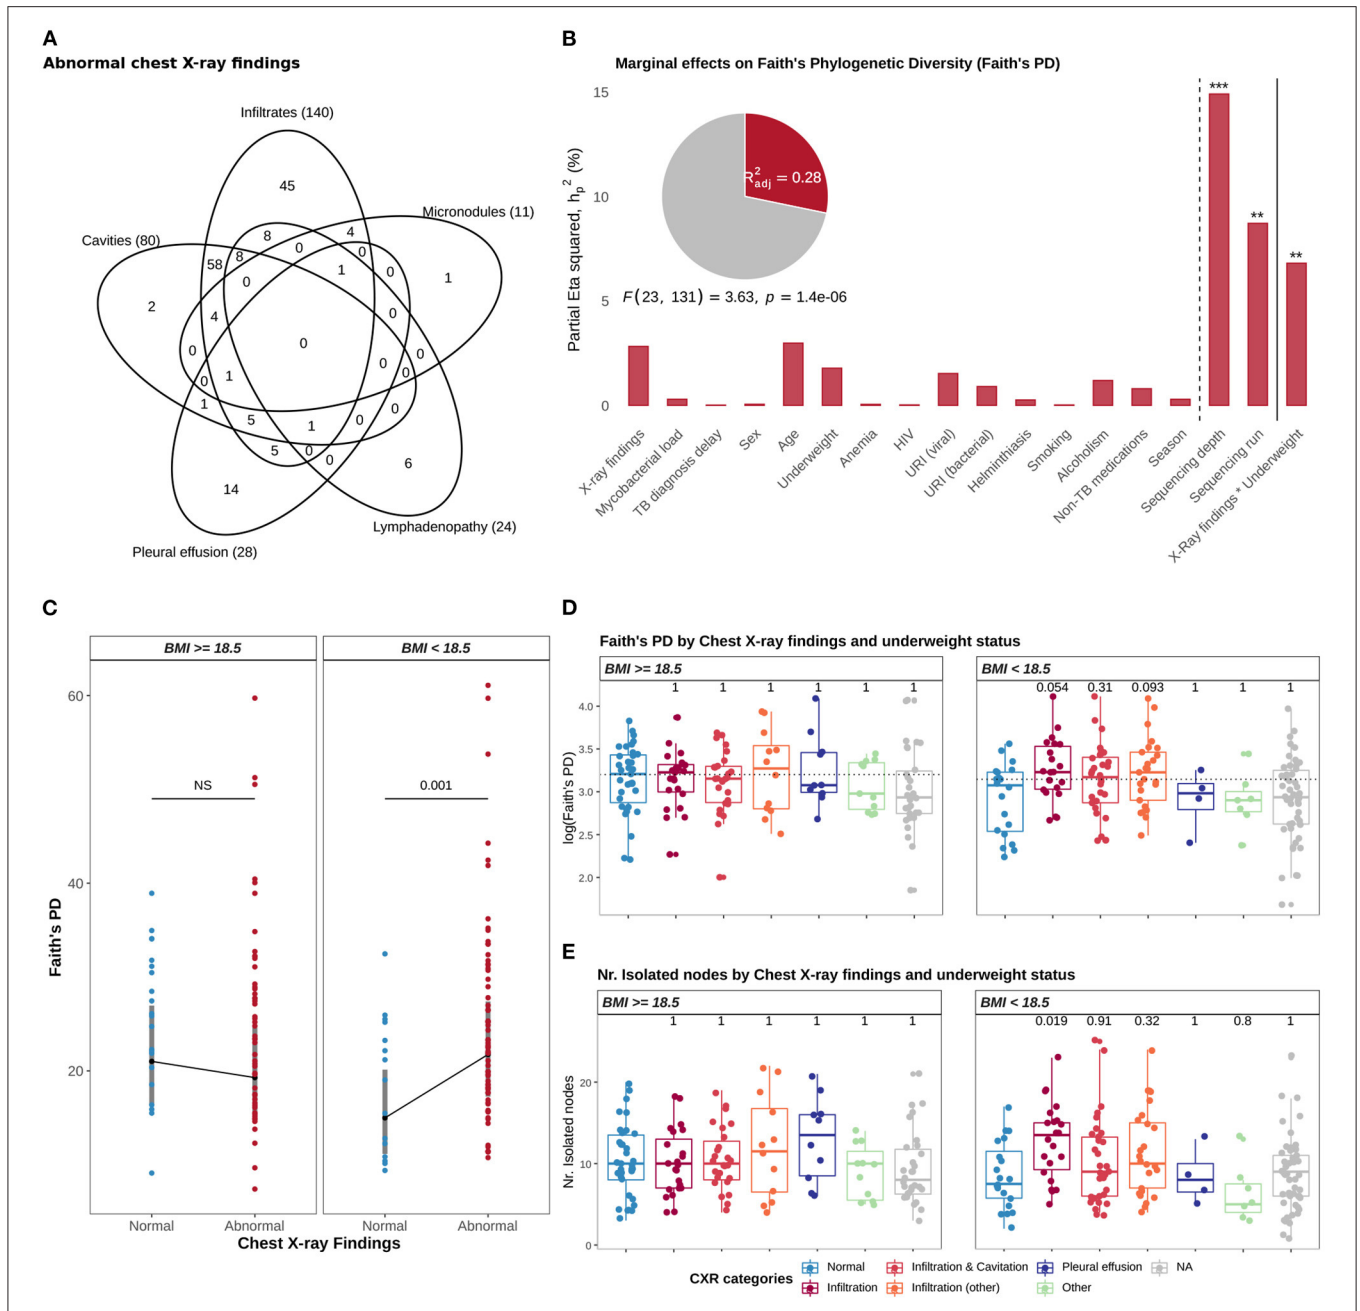 A
Abnormal chest X-ray findings
Infiltrates (140)
45
Micronodules (11)
Cavities (80)
8
4
0
0
58
8
0
1
0
1
2
4
0
0
0
0
0
0
0
1
1
5
1
0
0
5
0
0
14
6
Lymphadenopathy (24)
Pleural effusion (28)
B
Marginal effects on Faith's Phylogenetic Diversity (Faith's PD)
Partial Eta squared, h_p^2 (%)
15
10
5
0
R^2_adj = 0.28
F(23, 131) = 3.63, p = 1.4e-06
***
**
**
X-ray findings
Mycobacterial load
TB diagnosis delay
Sex
Age
Underweight
Anemia
HIV
URI (viral)
URI (bacterial)
Helminthiasis
Smoking
Alcoholism
Non-TB medications
Season
Sequencing depth
Sequencing run
X-Ray findings * Underweight
C
BMI >= 18.5
BMI < 18.5
Faith's PD
60
40
20
NS
0.001
Normal
Abnormal
Normal
Abnormal
Chest X-ray Findings
D
Faith's PD by Chest X-ray findings and underweight status
BMI >= 18.5
BMI < 18.5
1 1 1 1 1 1
0.054 0.31 0.093 1 1 1
log(Faith's PD)
4.0
3.5
3.0
2.5
2.0
E
Nr. Isolated nodes by Chest X-ray findings and underweight status
BMI >= 18.5
BMI < 18.5
1 1 1 1 1 1
0.019 0.91 0.32 1 0.8 1
Nr. Isolated nodes
20
10
0
CXR categories
Normal
Infiltration & Cavitation
Pleural effusion
NA
Infiltration
Infiltration (other)
Other